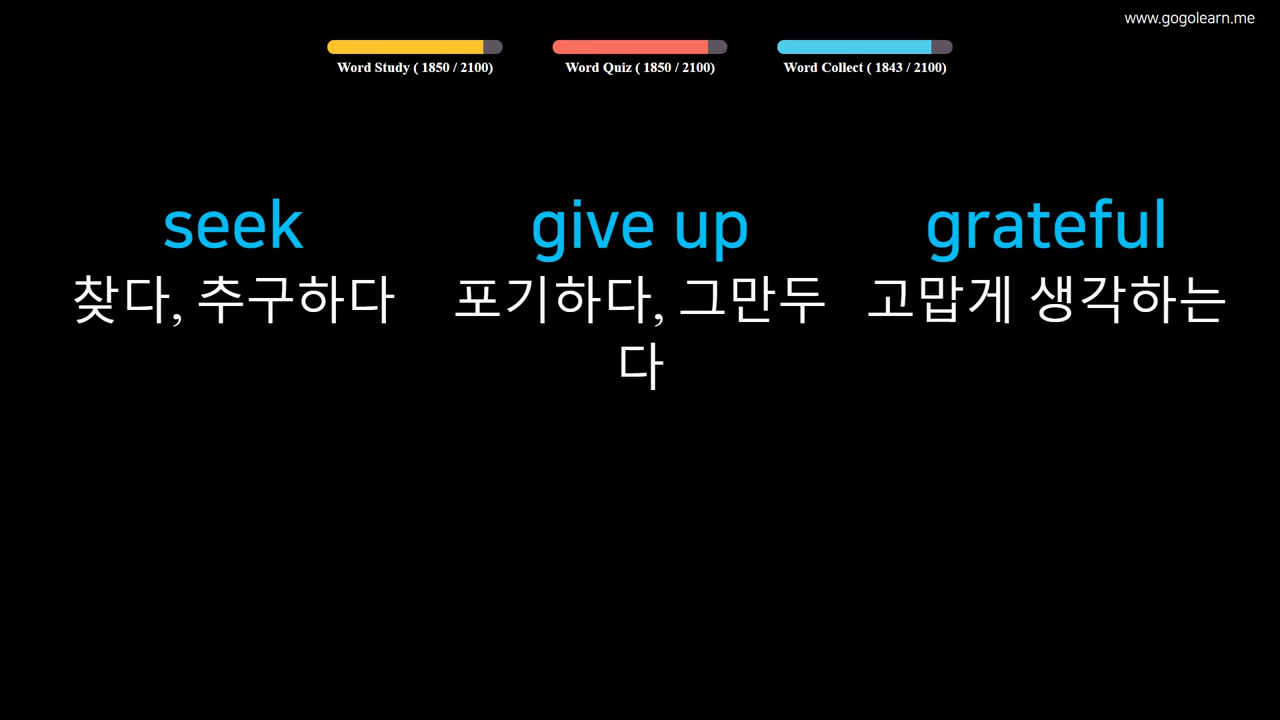 www.gogolearn.me
Word Study ( 1850 / 2100)
Word Quiz ( 1850 / 2100)
Word Collect ( 1843 / 2100)
seek
찾다, 추구하다
give up
포기하다, 그만두
다
grateful
고맙게 생각하는